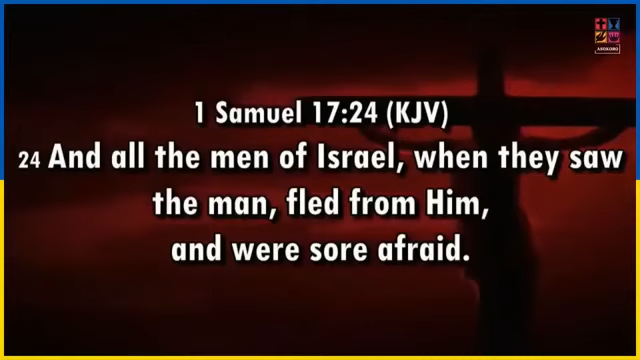 ASOKORO
1 Samuel 17:24 (KJV)
24 And all the men of Israel, when they saw
the man, fled from Him,
and were sore afraid.